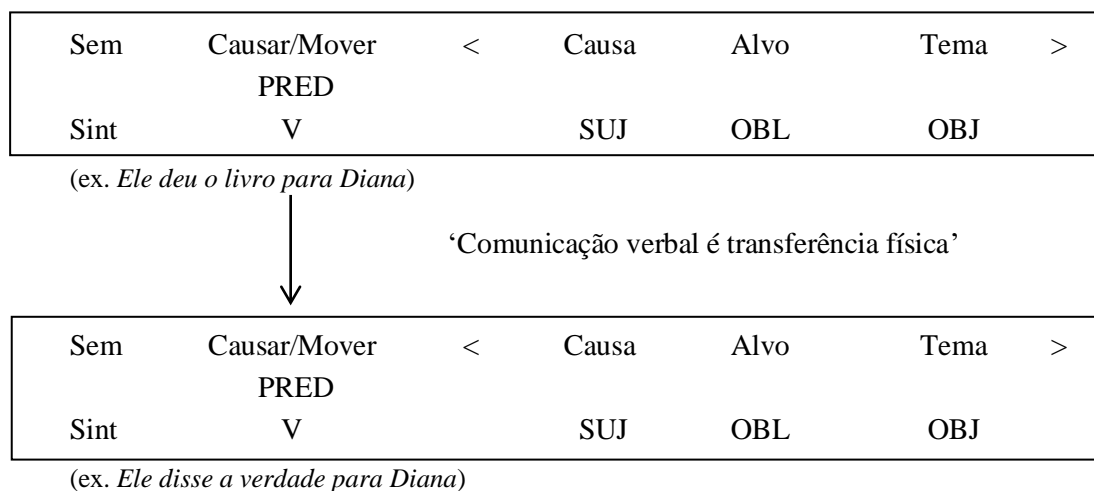 Sem Causar/Mover < Causa Alvo Tema >
PRED
Sint V SUJ OBL OBJ
(ex. Ele deu o livro para Diana)
‘Comunicação verbal é transferência física’
Sem Causar/Mover < Causa Alvo Tema >
PRED
Sint V SUJ OBL OBJ
(ex. Ele disse a verdade para Diana)